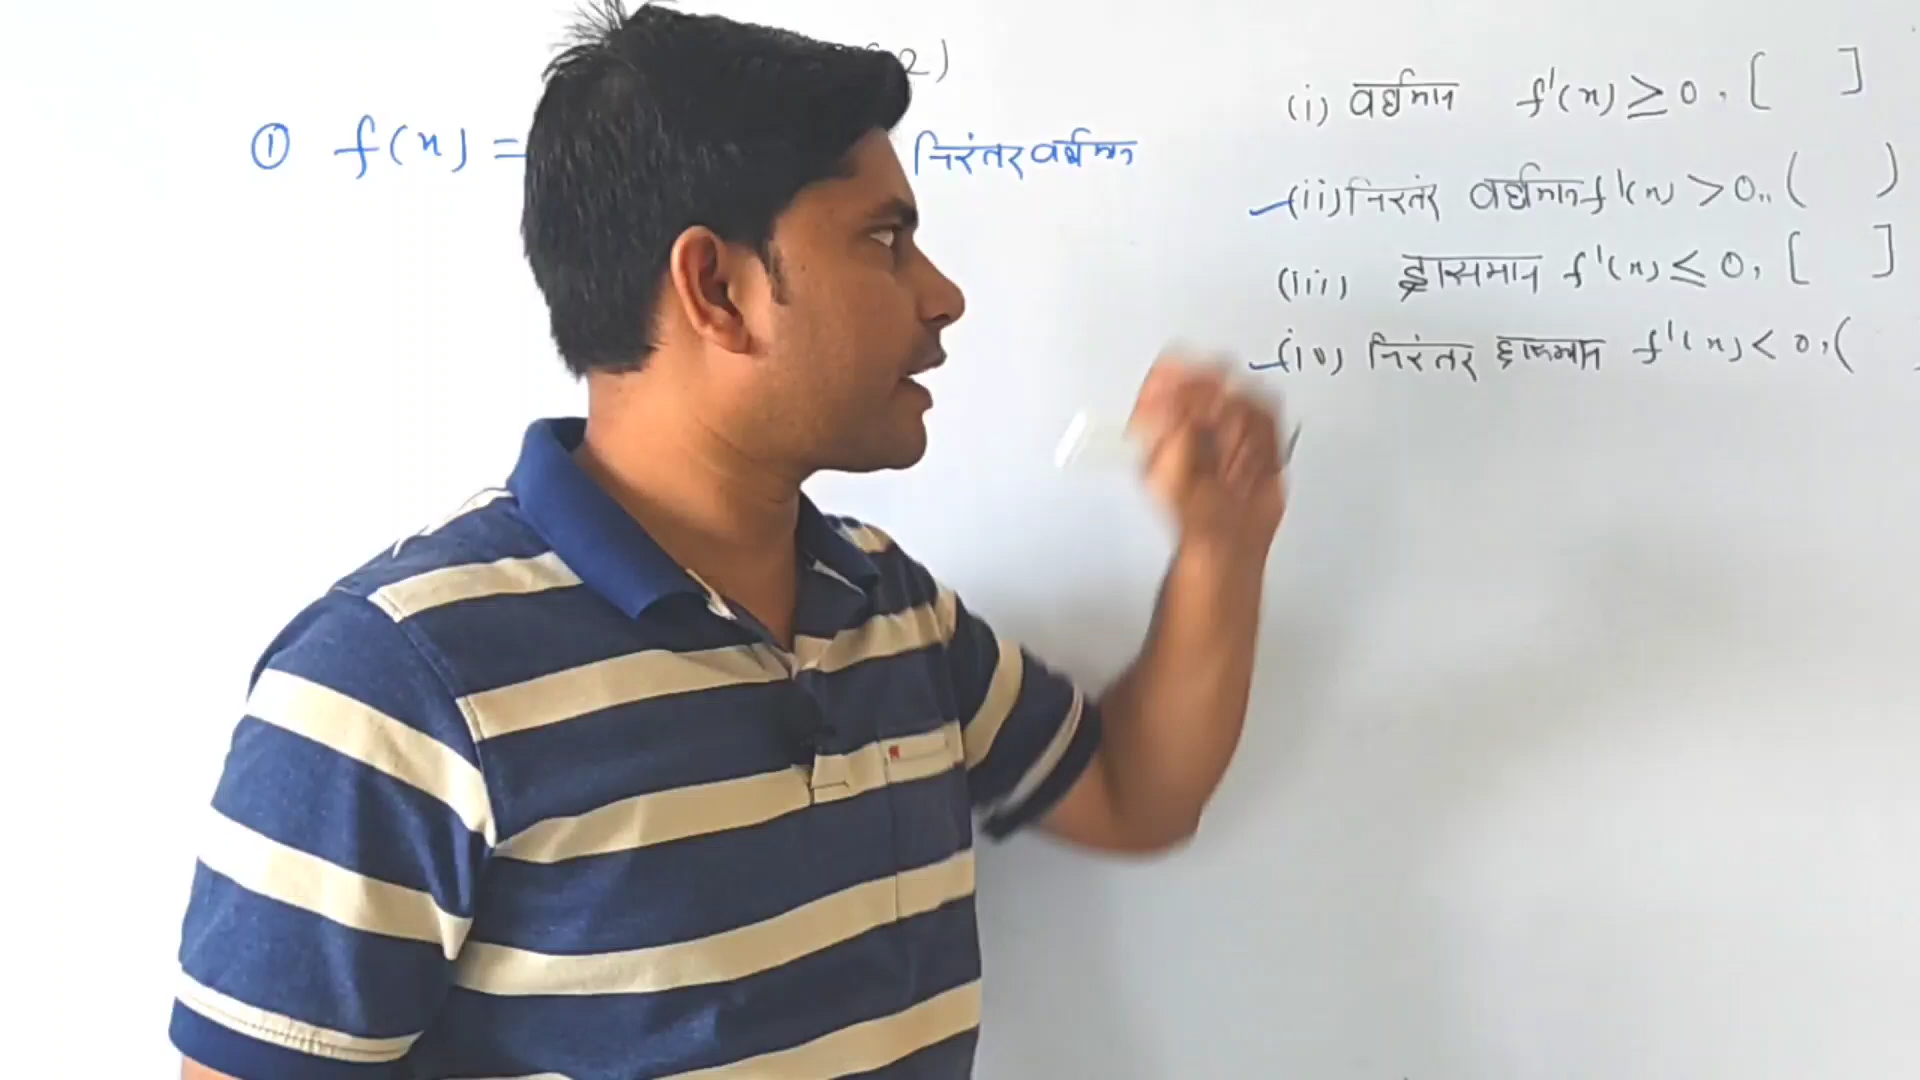 2)
① f(x) =
निरंतर वर्धमान
(i) वर्धमान f'(x) ≥ 0, [ ]
(ii) निरंतर वर्धमान f'(x) > 0, ( )
(iii) ह्रासमान f'(x) ≤ 0, [ ]
(iv) निरंतर ह्रासमान f'(x) < 0, (